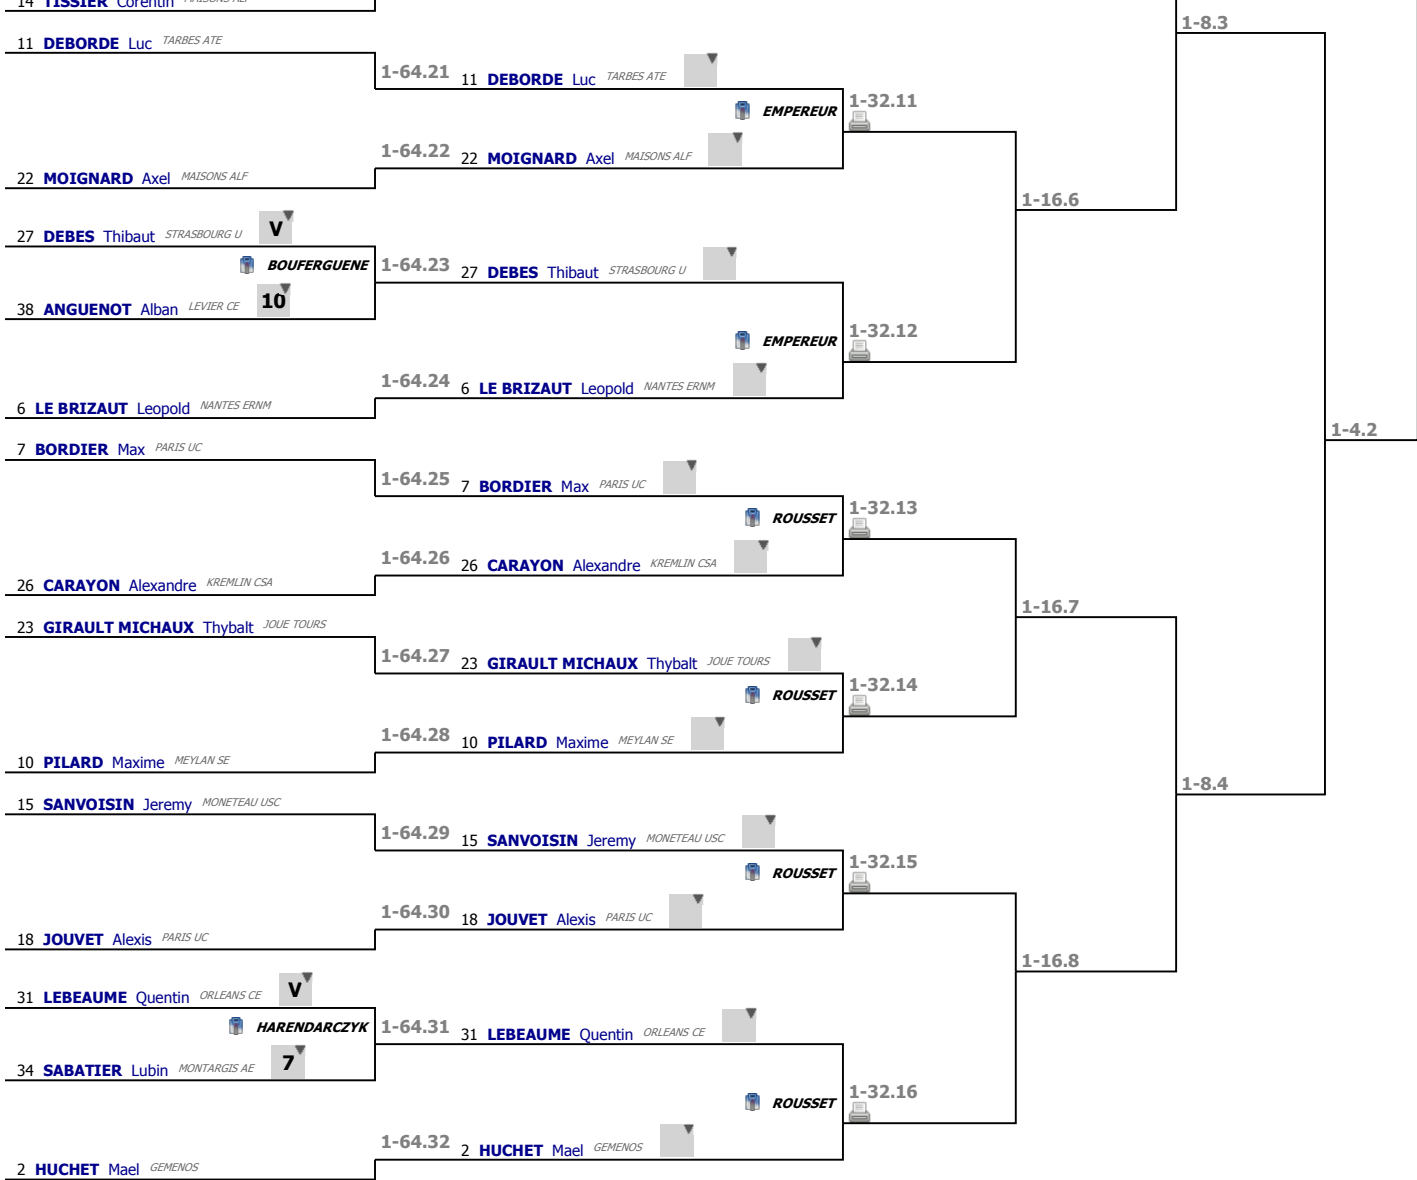 14 TISSIER Corentin MAISONS ALF
1-8.3
11 DEBORDE Luc TARBES ATE
1-64.21 11 DEBORDE Luc TARBES ATE
EMPEREUR 1-32.11
1-64.22 22 MOIGNARD Axel MAISONS ALF
22 MOIGNARD Axel MAISONS ALF
1-16.6
27 DEBES Thibaut STRASBOURG U V
BOUFERGUENE 1-64.23 27 DEBES Thibaut STRASBOURG U
38 ANGUENOT Alban LEVIER CE 10
EMPEREUR 1-32.12
1-64.24 6 LE BRIZAUT Leopold NANTES ERNM
6 LE BRIZAUT Leopold NANTES ERNM
1-4.2
7 BORDIER Max PARIS UC
1-64.25 7 BORDIER Max PARIS UC
ROUSSET 1-32.13
1-64.26 26 CARAYON Alexandre KREMLIN CSA
26 CARAYON Alexandre KREMLIN CSA
1-16.7
23 GIRAULT MICHAUX Thybalt JOUE TOURS
1-64.27 23 GIRAULT MICHAUX Thybalt JOUE TOURS
ROUSSET 1-32.14
1-64.28 10 PILARD Maxime MEYLAN SE
10 PILARD Maxime MEYLAN SE
1-8.4
15 SANVOISIN Jeremy MONETEAU USC
1-64.29 15 SANVOISIN Jeremy MONETEAU USC
ROUSSET 1-32.15
1-64.30 18 JOUVET Alexis PARIS UC
18 JOUVET Alexis PARIS UC
1-16.8
31 LEBEAUME Quentin ORLEANS CE V
HARENDARCZYK 1-64.31 31 LEBEAUME Quentin ORLEANS CE
34 SABATIER Lubin MONTARGIS AE 7
ROUSSET 1-32.16
1-64.32 2 HUCHET Mael GEMENOS
2 HUCHET Mael GEMENOS